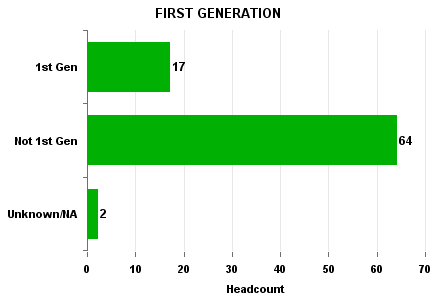 FIRST GENERATION
1st Gen
17
Not 1st Gen
64
Unknown/NA
2
0 10 20 30 40 50 60 70
Headcount